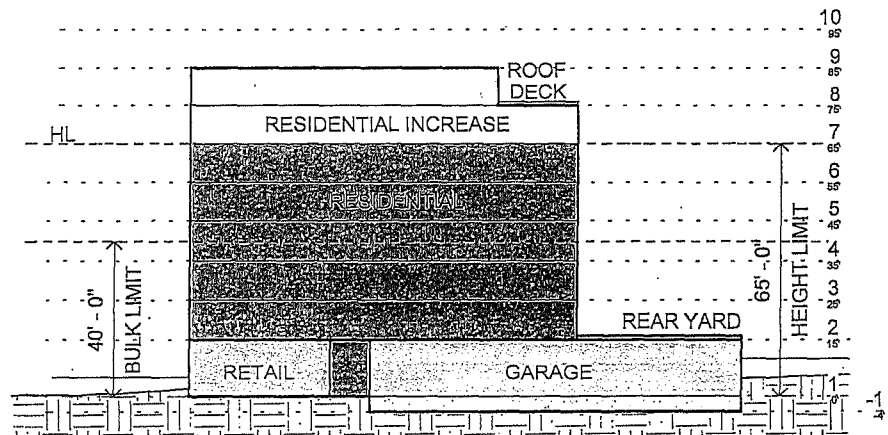 10
95'
9
85'
ROOF
DECK
8
75'
RESIDENTIAL INCREASE
HL
7
65'
6
55'
RESIDENTIAL
5
45'
4
35'
40' - 0"
BULK LIMIT
65' - 0"
HEIGHT LIMIT
3
25'
REAR YARD
2
15'
RETAIL
GARAGE
1
0'
-1